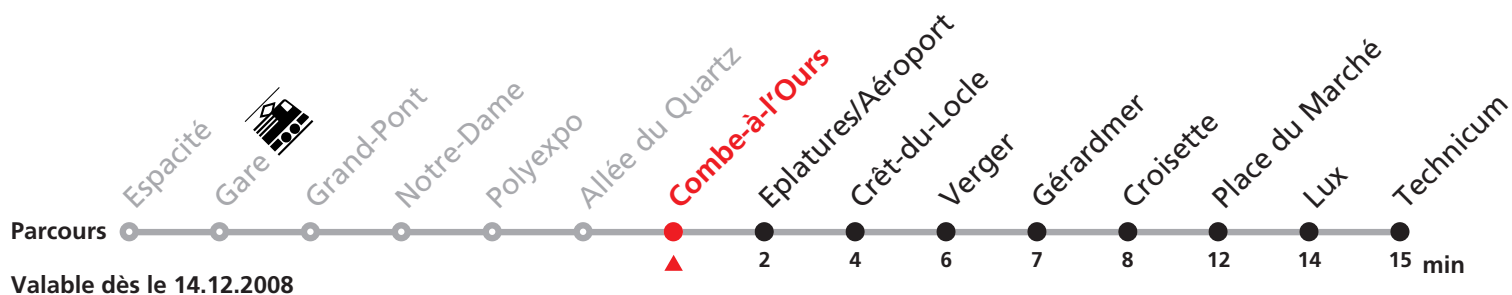 Espacité
Gare
Grand-Pont
Notre-Dame
Polyexpo
Allée du Quartz
Combe-à-l'Ours
Eplatures/Aéroport
Crêt-du-Locle
Verger
Gérardmer
Croisette
Place du Marché
Lux
Technicum
Parcours
2 4 6 7 8 12 14 15 min
Valable dès le 14.12.2008